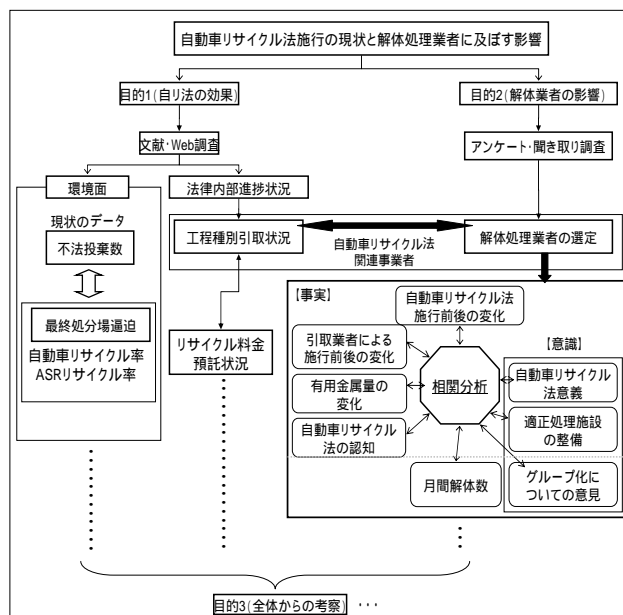 自動車リサイクル法施行の現状と解体処理業者に及ぼす影響
目的1(自リ法の効果)
目的2(解体業者の影響)
文献・Web調査
アンケート・聞き取り調査
環境面
法律内部進捗状況
現状のデータ
不法投棄数
工程種別引取状況
自動車リサイクル法
関連事業者
解体処理業者の選定
最終処分場逼迫
自動車リサイクル率
ASRリサイクル率
リサイクル料金
預託状況
【事実】
自動車リサイクル法
施行前後の変化
引取業者による
施行前後の変化
有用金属量の
変化
自動車リサイクル
法の認知
相関分析
月間解体数
【意識】
自動車リサイクル
法意義
適正処理施設
の整備
グループ化に
ついての意見
目的3(全体からの考察) ・・・